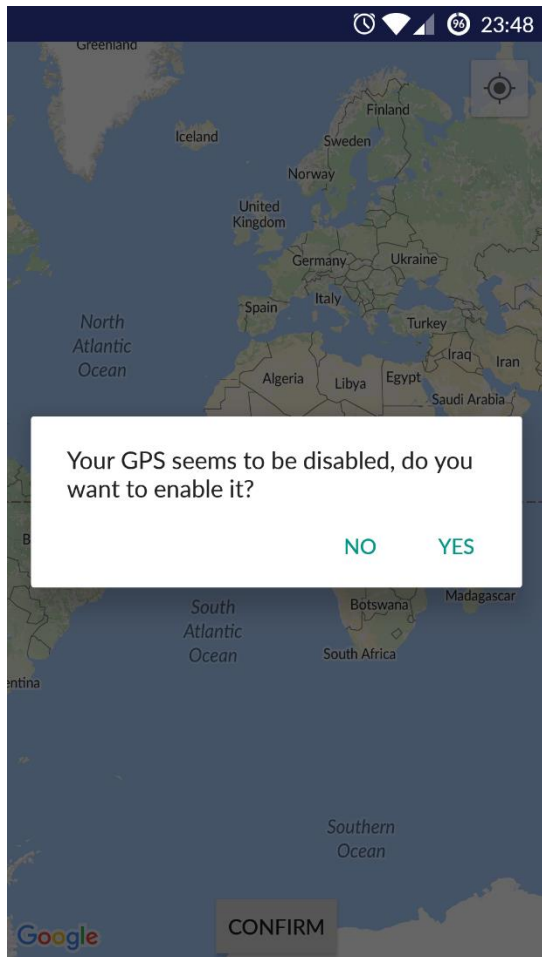 96 23:48
Greenland
Finland
Iceland
Sweden
Norway
United
Kingdom
Germany
Ukraine
Spain
Italy
Turkey
North
Atlantic
Ocean
Iraq
Iran
Algeria
Libya
Egypt
Saudi Arabia
Your GPS seems to be disabled, do you
want to enable it?
B
NO YES
South
Atlantic
Ocean
Botswana
Madagascar
South Africa
entina
Southern
Ocean
Google
CONFIRM